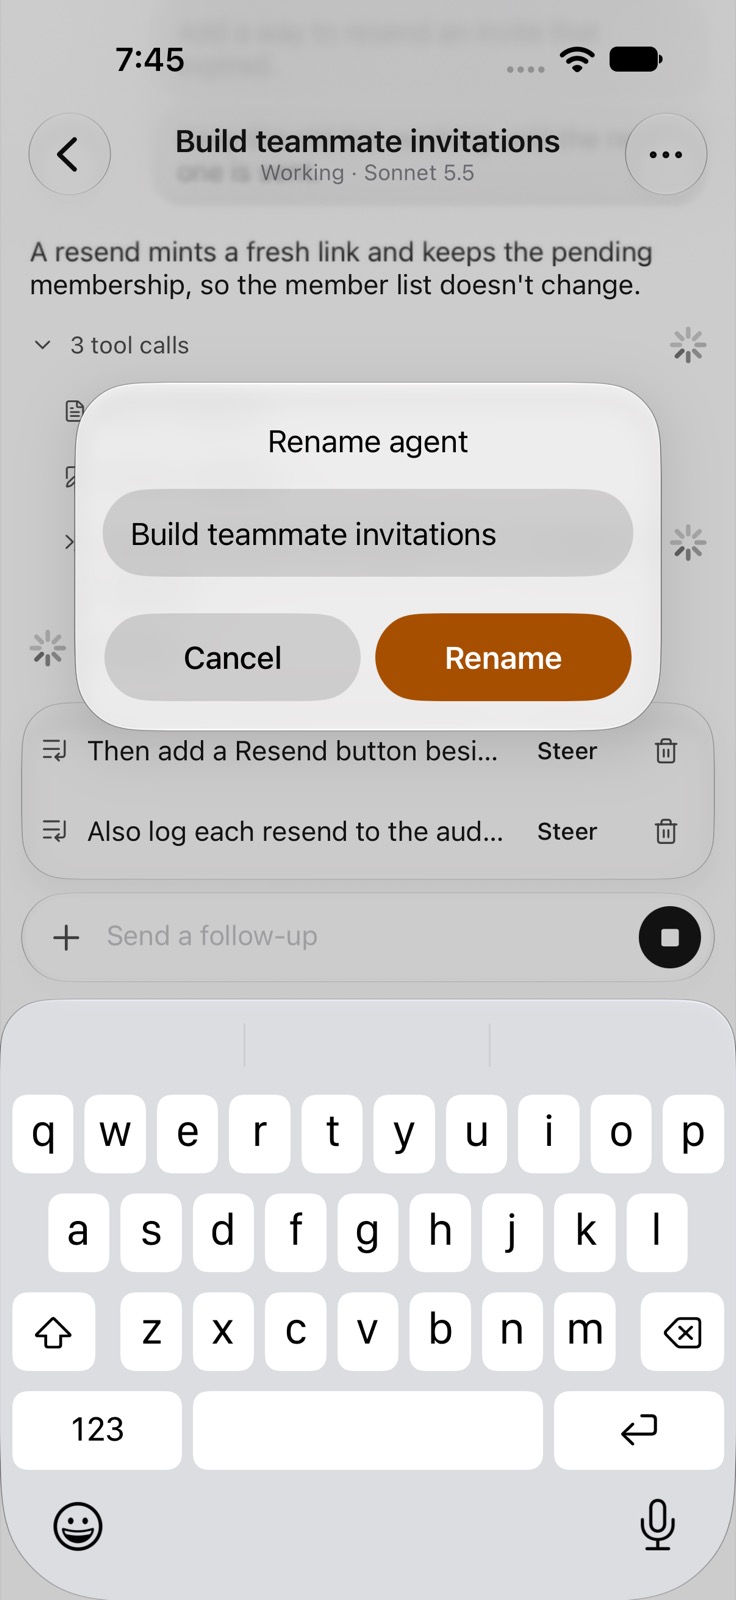 7:45
Build teammate invitations
Working · Sonnet 5.5
A resend mints a fresh link and keeps the pending
membership, so the member list doesn't change.
3 tool calls
Rename agent
Build teammate invitations
Cancel
Rename
Then add a Resend button besi...
Steer
Also log each resend to the aud...
Steer
Send a follow-up
q w e r t y u i o p
a s d f g h j k l
z x c v b n m
123